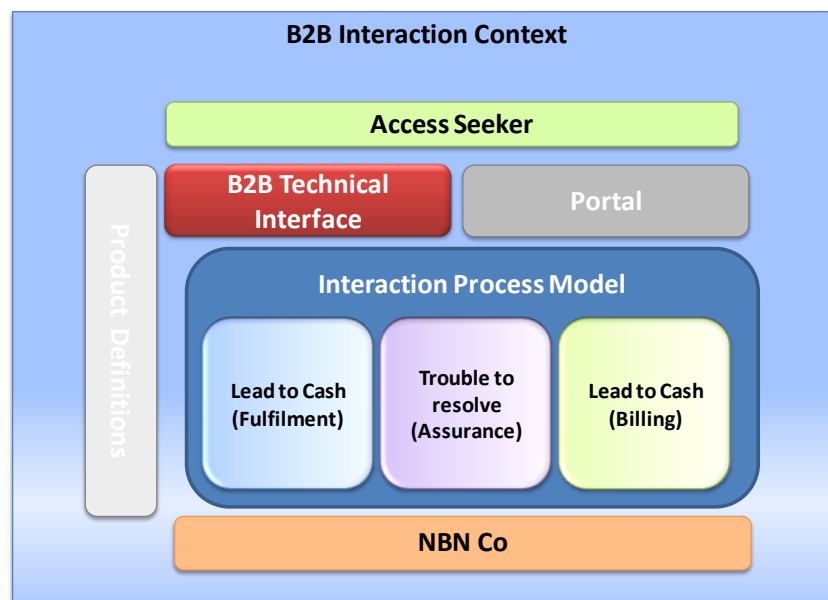 B2B Interaction Context
Access Seeker
B2B Technical
Interface
Portal
Product Definitions
Interaction Process Model
Lead to Cash
(Fulfilment)
Trouble to
resolve
(Assurance)
Lead to Cash
(Billing)
NBN Co